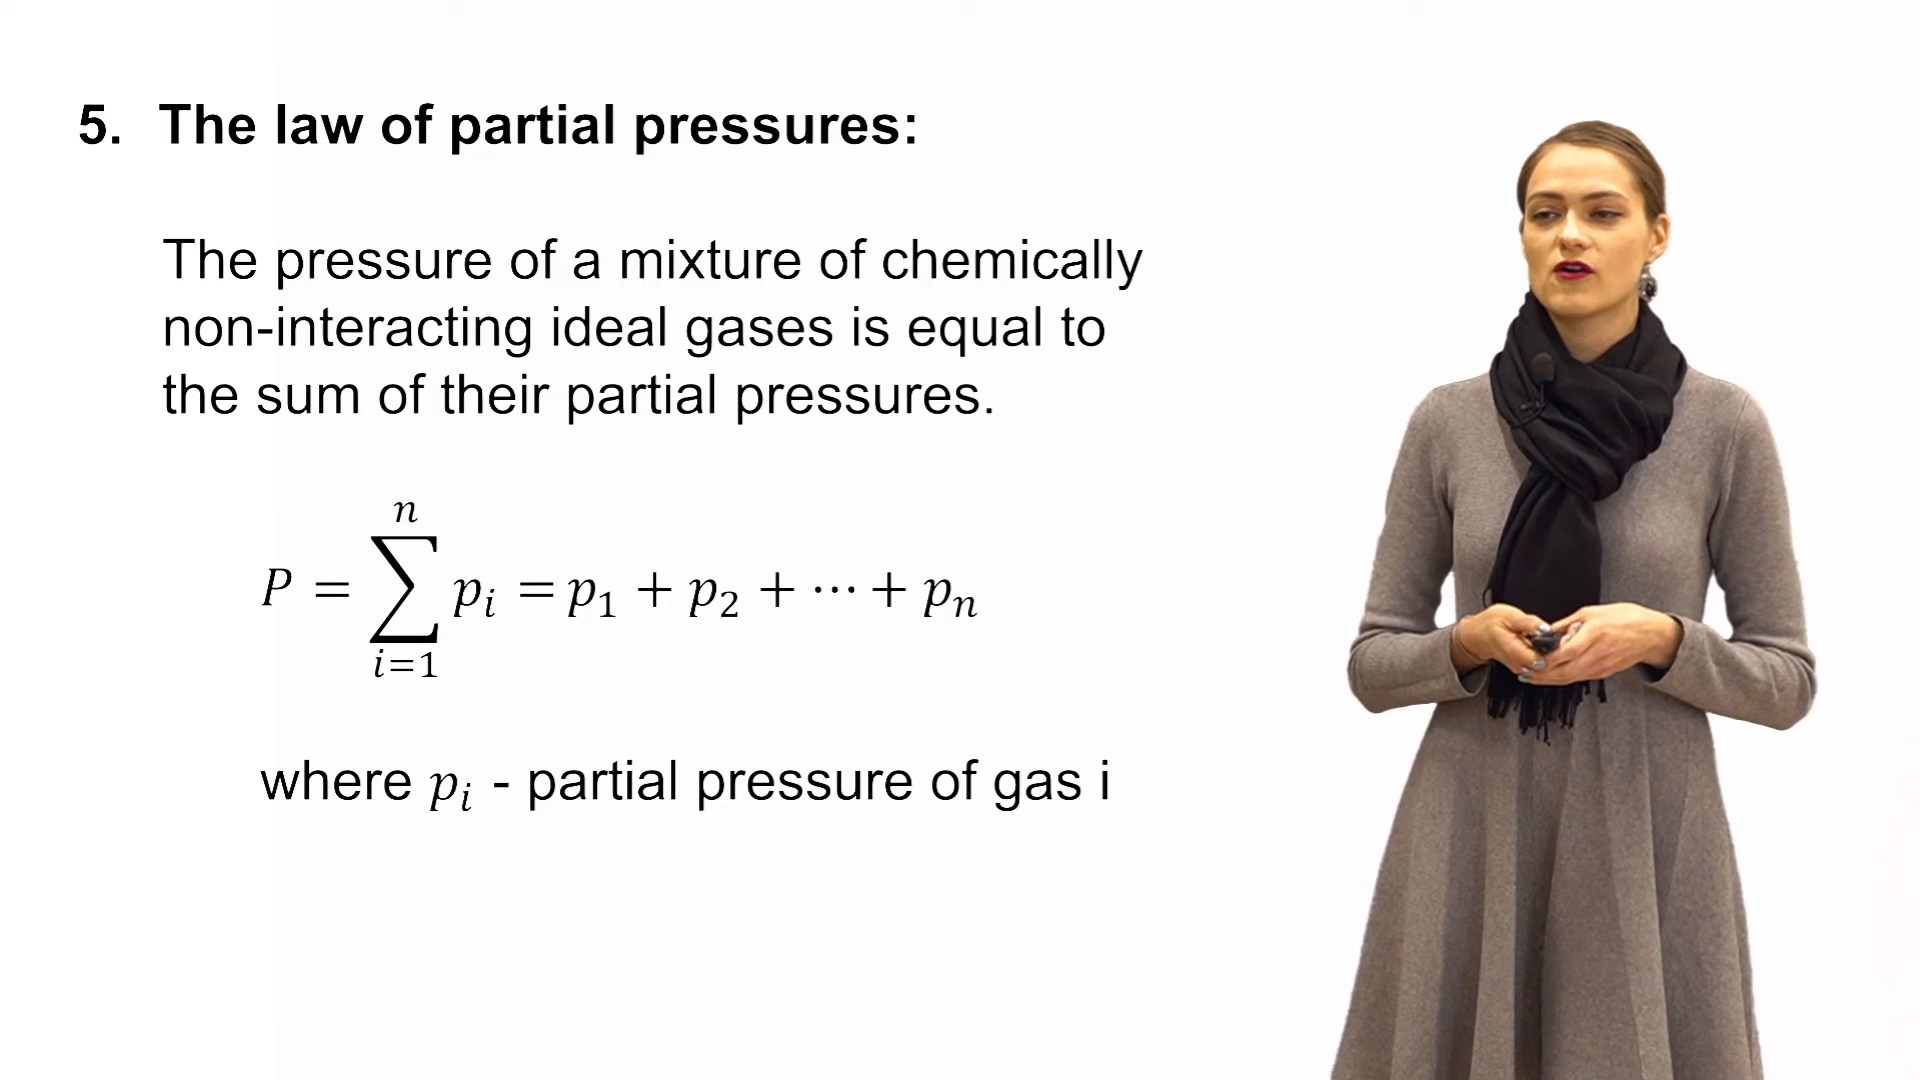 5. The law of partial pressures:
The pressure of a mixture of chemically
non-interacting ideal gases is equal to
the sum of their partial pressures.
n
P = ∑ pᵢ = p₁ + p₂ + ⋯ + pₙ
i=1
where pᵢ - partial pressure of gas i